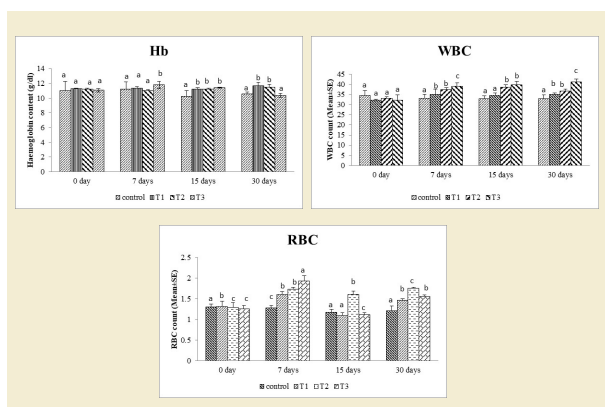 Hb
Haemoglobin content (g/dl)
14
12
10
8
6
4
2
0
a a a a
a a a b
a b b b
a b b a
0 day 7 days 15 days 30 days
control T1 T2 T3
WBC
WBC count (Mean±SE)
45
40
35
30
25
20
15
10
5
0
a a a a
a b b c
a a b b
a b b c
0 day 7 days 15 days 30 days
control T1 T2 T3
RBC
RBC count (Mean±SE)
2.5
2
1.5
1
0.5
0
a b c c
c b b a
a a b c
a b c b
0 day 7 days 15 days 30 days
control T1 T2 T3